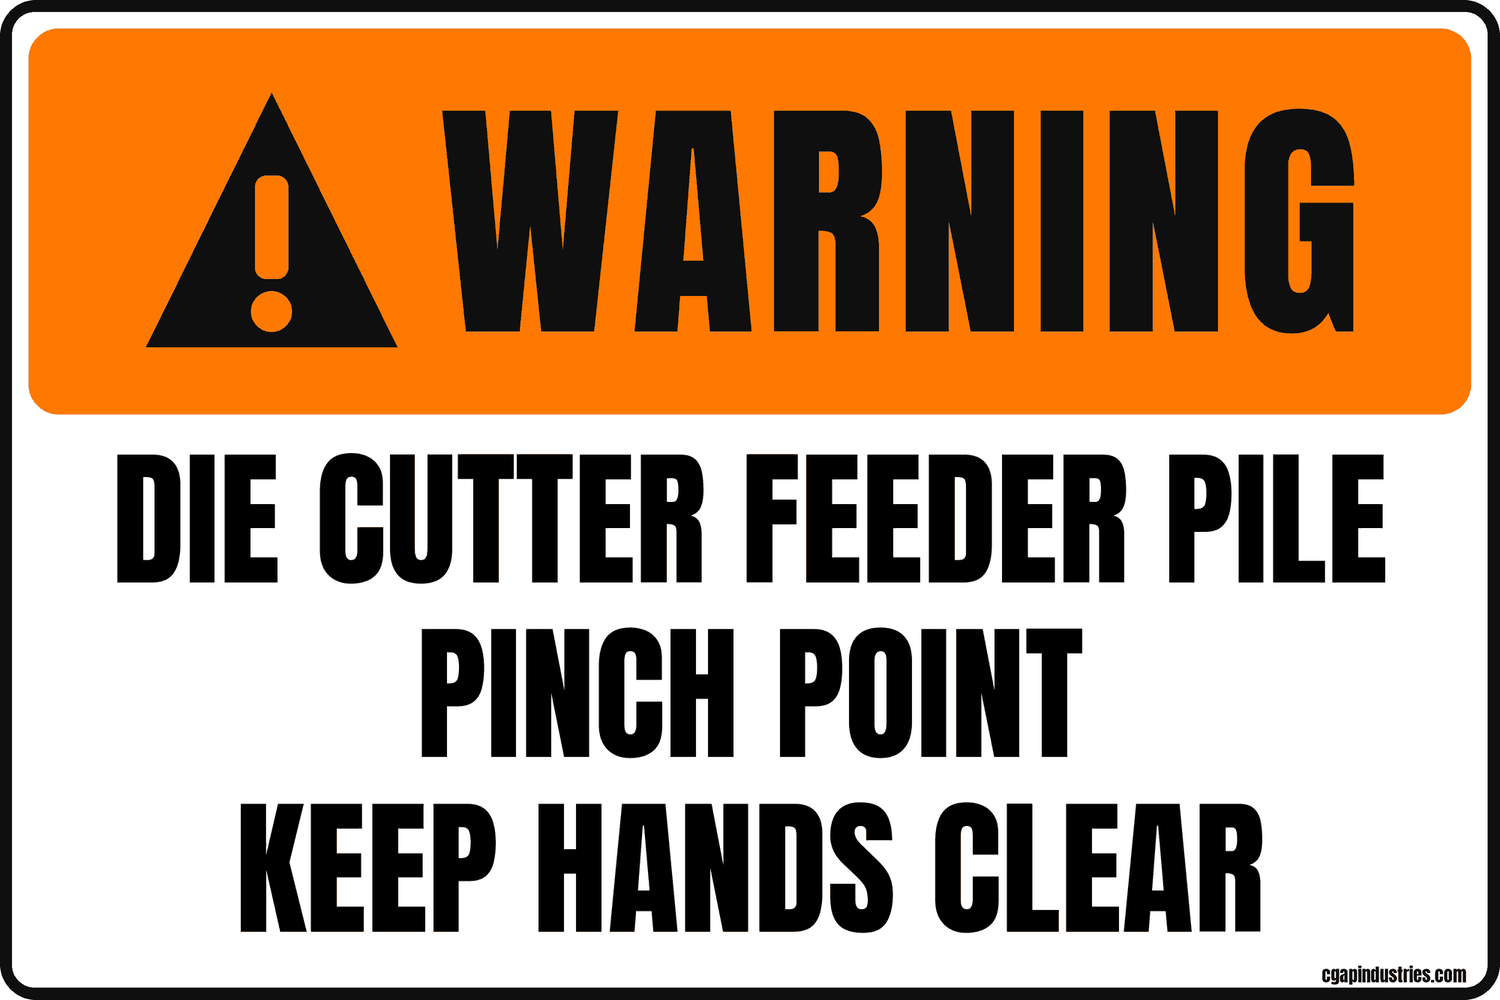 WARNING
DIE CUTTER FEEDER PILE
PINCH POINT
KEEP HANDS CLEAR
cgapindustries.com